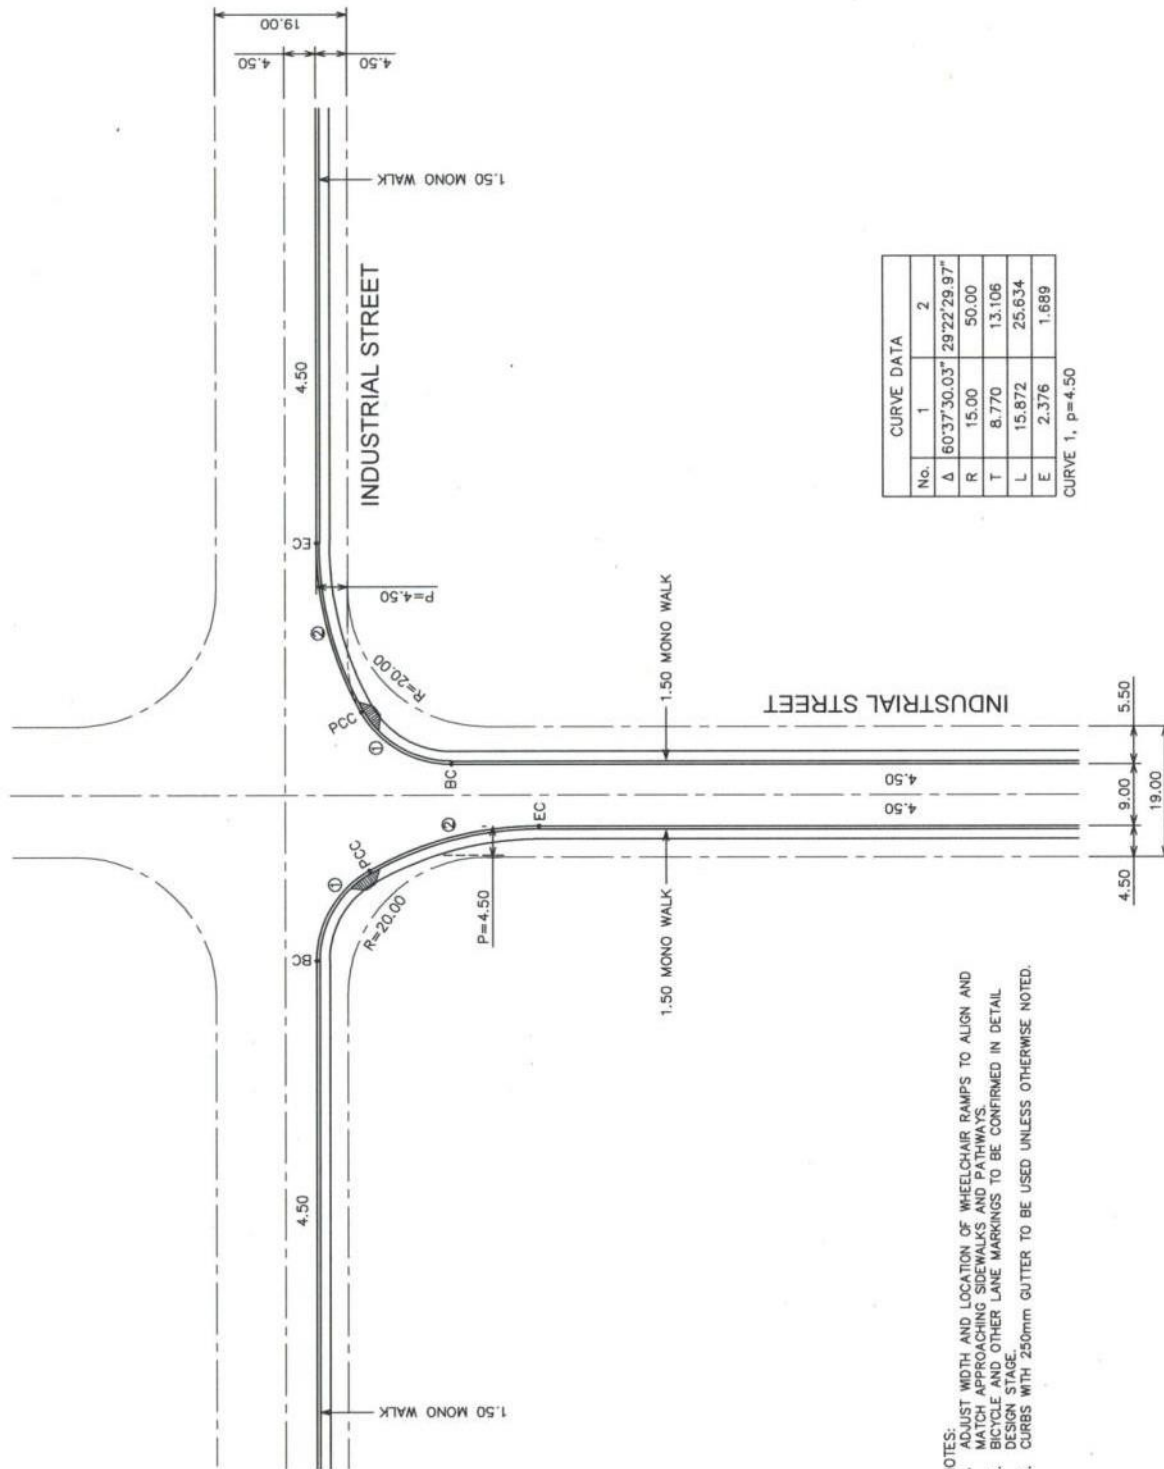 19.00
4.50
4.50
1.50 MONO WALK
INDUSTRIAL STREET
4.50
EC
P=4.50
②
R=20.00
PCC
①
BC
1.50 MONO WALK
INDUSTRIAL STREET
5.50
4.50
9.00
19.00
4.50
4.50
②
EC
PCC
①
R=20.00
P=4.50
BC
1.50 MONO WALK
4.50
1.50 MONO WALK
CURVE DATA
No. 1 2
Δ 60°37'30.03" 29°22'29.97"
R 15.00 50.00
T 8.770 13.106
L 15.872 25.634
E 2.376 1.689
CURVE 1, p=4.50
OTES:
ADJUST WIDTH AND LOCATION OF WHEELCHAIR RAMPS TO ALIGN AND
MATCH APPROACHING SIDEWALKS AND PATHWAYS.
BICYCLE AND OTHER LANE MARKINGS TO BE CONFIRMED IN DETAIL
DESIGN STAGE.
CURBS WITH 250mm GUTTER TO BE USED UNLESS OTHERWISE NOTED.